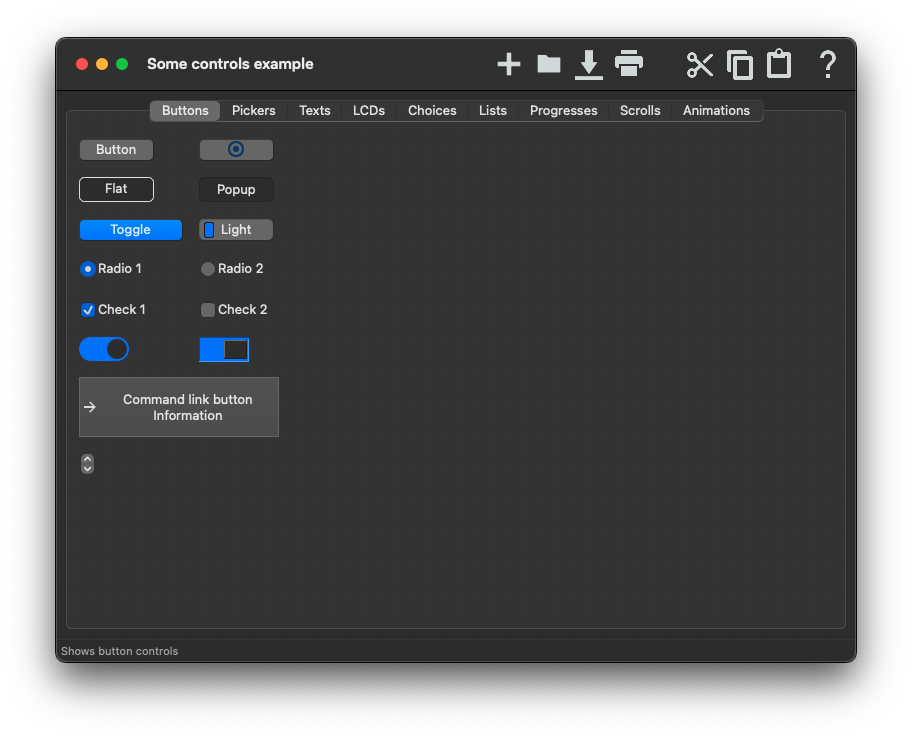 Some controls example
Buttons Pickers Texts LCDs Choices Lists Progresses Scrolls Animations
Button
Flat Popup
Toggle Light
Radio 1 Radio 2
Check 1 Check 2
Command link button
Information
Shows button controls